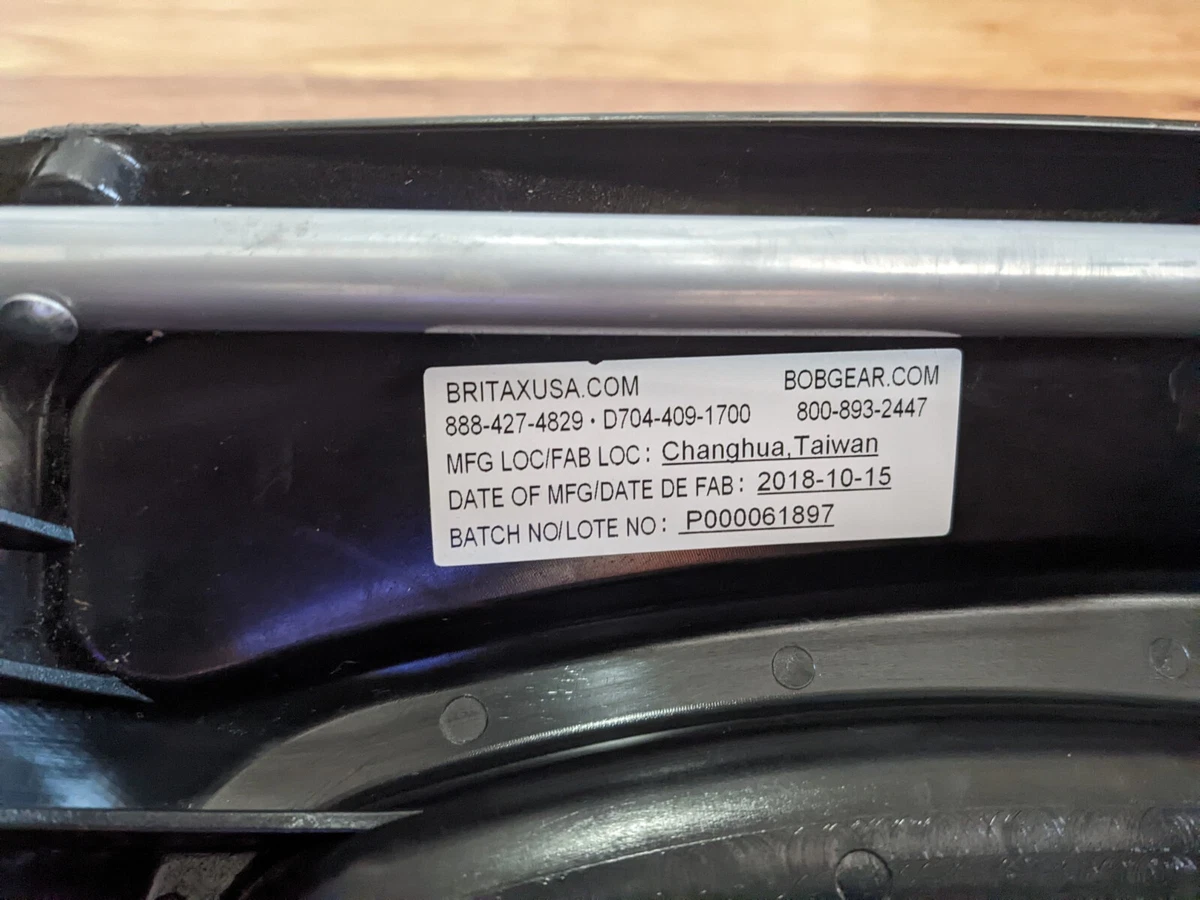 BRITAXUSA.COM BOBGEAR.COM
888-427-4829 • D704-409-1700 800-893-2447
MFG LOC/FAB LOC: Changhua,Taiwan
DATE OF MFG/DATE DE FAB: 2018-10-15
BATCH NO/LOTE NO: P000061897